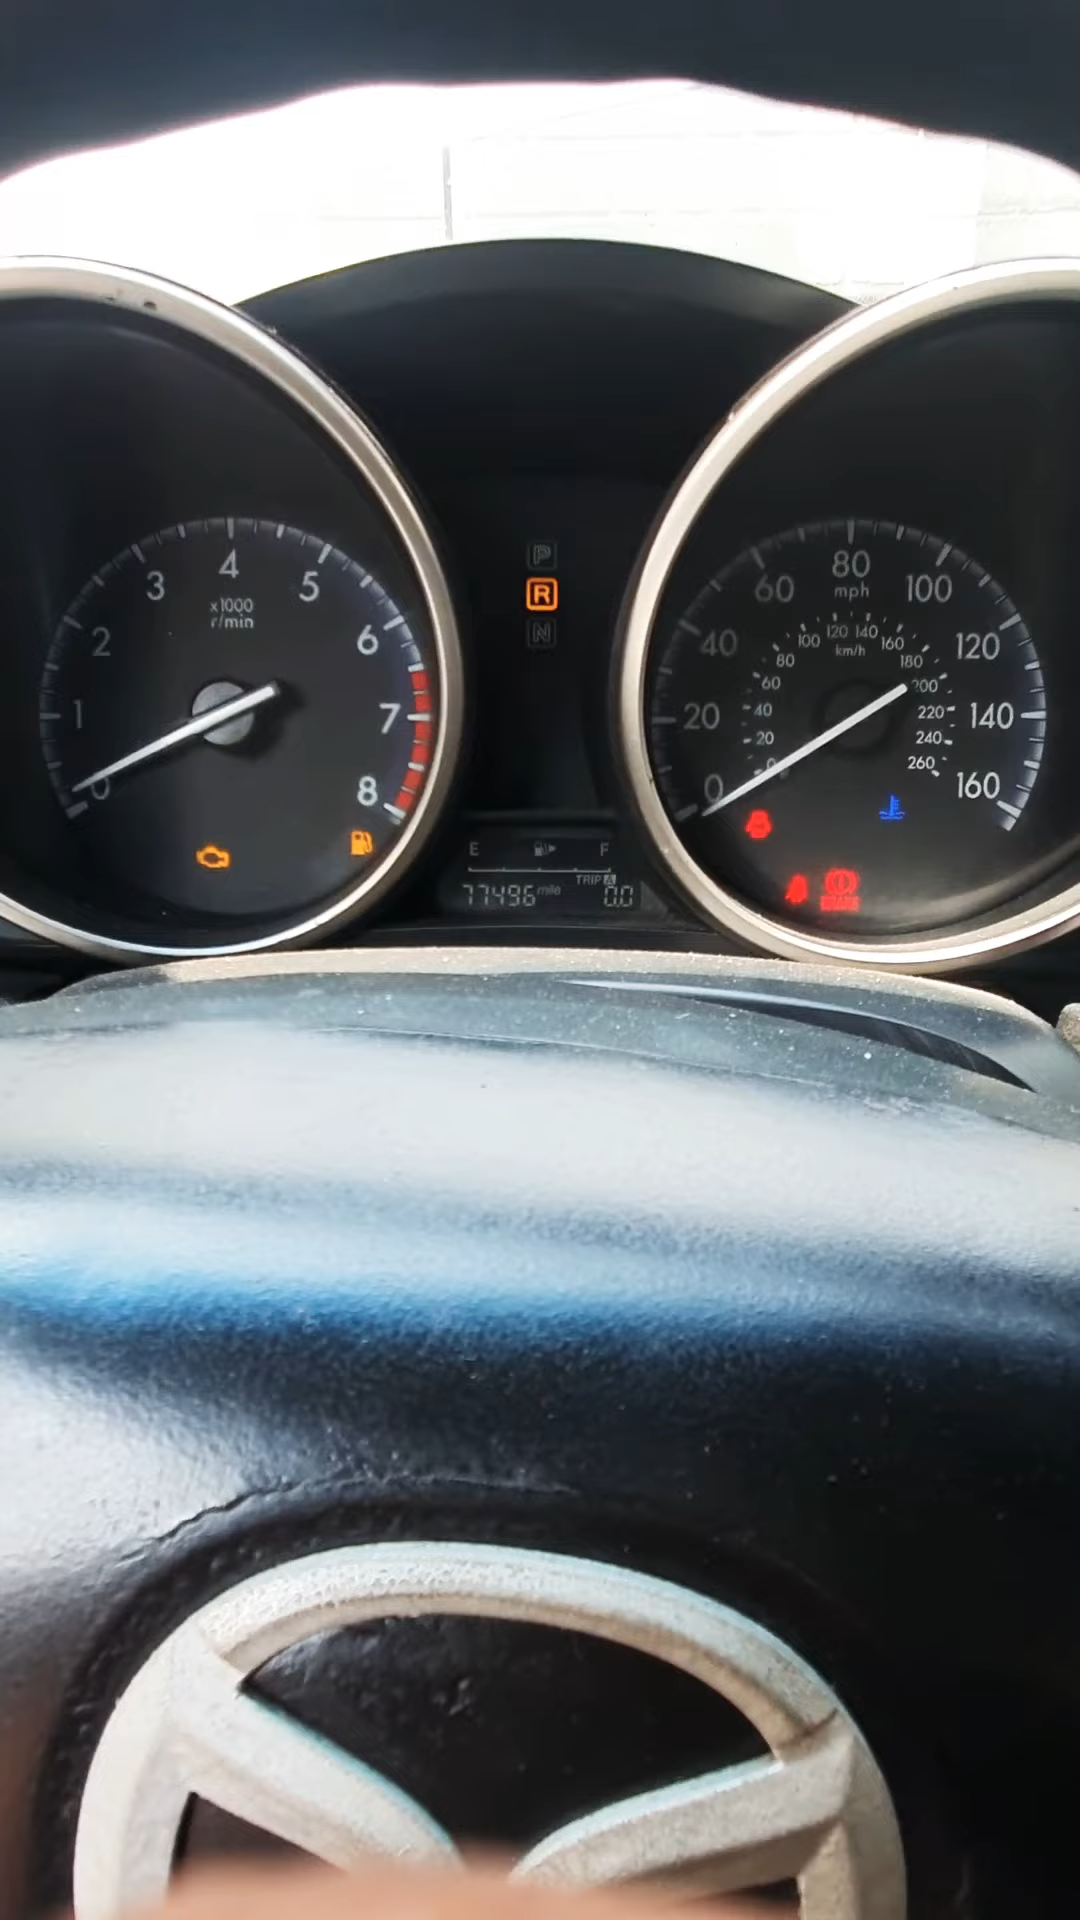 0 1 2 3 4 5 6 7 8
x1000
r/min
P
R
N
0 20 40 60 80 100 120 140 160
mph
0 20 40 60 80 100 120 140 160 180 200 220 240 260
km/h
E F
TRIP A
77496 mile 0.0